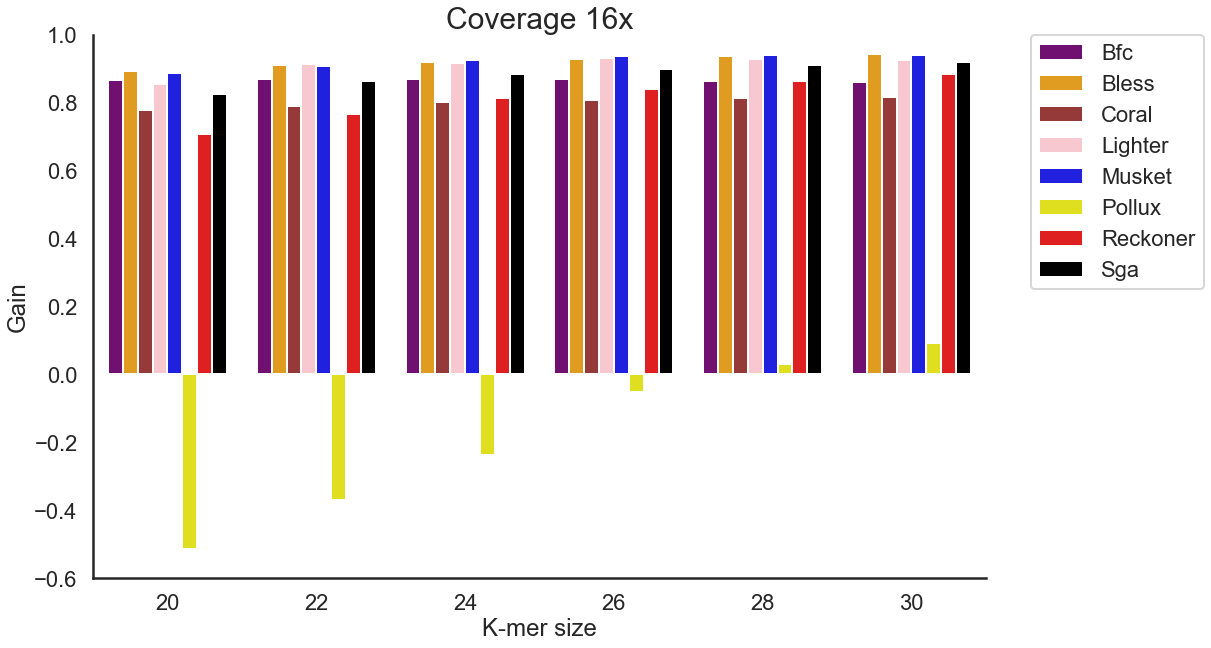 Coverage 16x
1.0
0.8
0.6
0.4
0.2
0.0
−0.2
−0.4
−0.6
Gain
20 22 24 26 28 30
K-mer size
Bfc
Bless
Coral
Lighter
Musket
Pollux
Reckoner
Sga